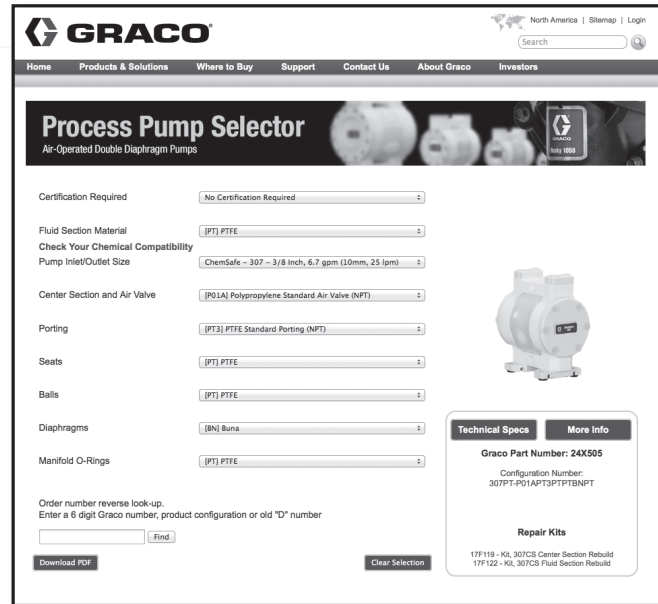 GRACO
North America | Sitemap | Login
Search
Home Products & Solutions Where to Buy Support Contact Us About Graco Investors
Process Pump Selector
Air-Operated Double Diaphragm Pumps
GRACO
Husky 1050
Certification Required No Certification Required
Fluid Section Material [PT] PTFE
Check Your Chemical Compatibility
Pump Inlet/Outlet Size ChemSafe - 307 - 3/8 Inch, 6.7 gpm (10mm, 25 lpm)
Center Section and Air Valve [P01A] Polypropylene Standard Air Valve (NPT)
Porting [PT3] PTFE Standard Porting (NPT)
Seats [PT] PTFE
Balls [PT] PTFE
Diaphragms [BN] Buna
Manifold O-Rings [PT] PTFE
Order number reverse look-up.
Enter a 6 digit Graco number, product configuration or old "D" number
Find
Download PDF Clear Selection
Technical Specs More Info
Graco Part Number: 24X505
Configuration Number:
307PT-P01APT3PTPTBNPT
Repair Kits
17F119 - Kit, 307CS Center Section Rebuild
17F122 - Kit, 307CS Fluid Section Rebuild